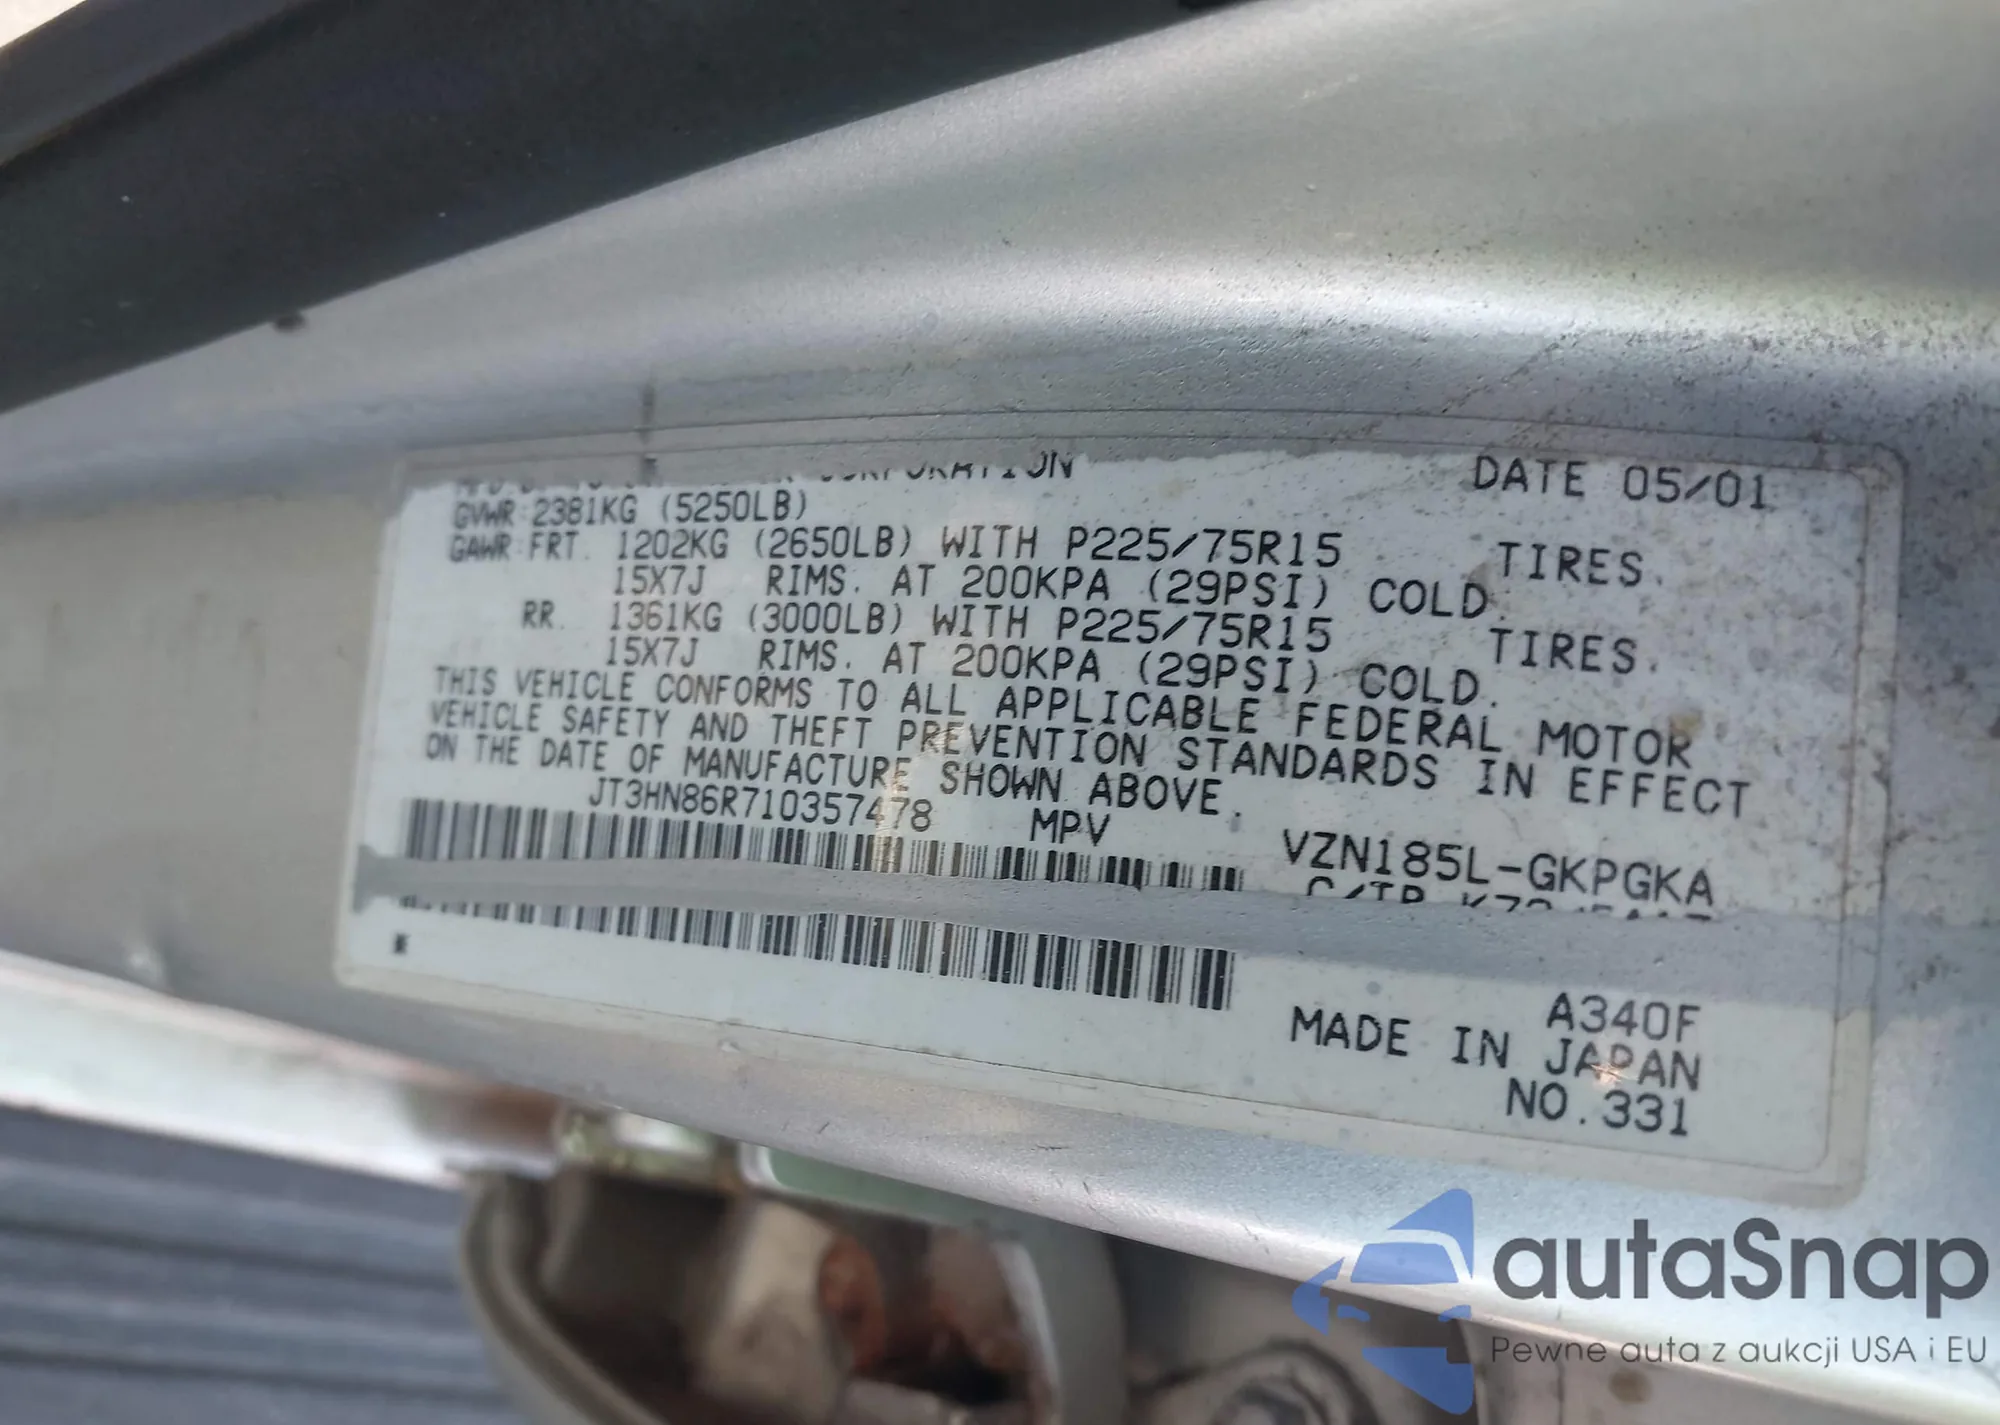 CORPORATION DATE 05/01
GVWR:2381KG (5250LB)
GAWR:FRT. 1202KG (2650LB) WITH P225/75R15 TIRES.
15X7J RIMS. AT 200KPA (29PSI) COLD.
RR. 1361KG (3000LB) WITH P225/75R15 TIRES.
15X7J RIMS. AT 200KPA (29PSI) COLD.
THIS VEHICLE CONFORMS TO ALL APPLICABLE FEDERAL MOTOR
VEHICLE SAFETY AND THEFT PREVENTION STANDARDS IN EFFECT
ON THE DATE OF MANUFACTURE SHOWN ABOVE.
JT3HN86R710357478 MPV VZN185L-GKPGKA
C/TR
A340F
MADE IN JAPAN
NO.331
autaSnap
Pewne auta z aukcji USA i EU